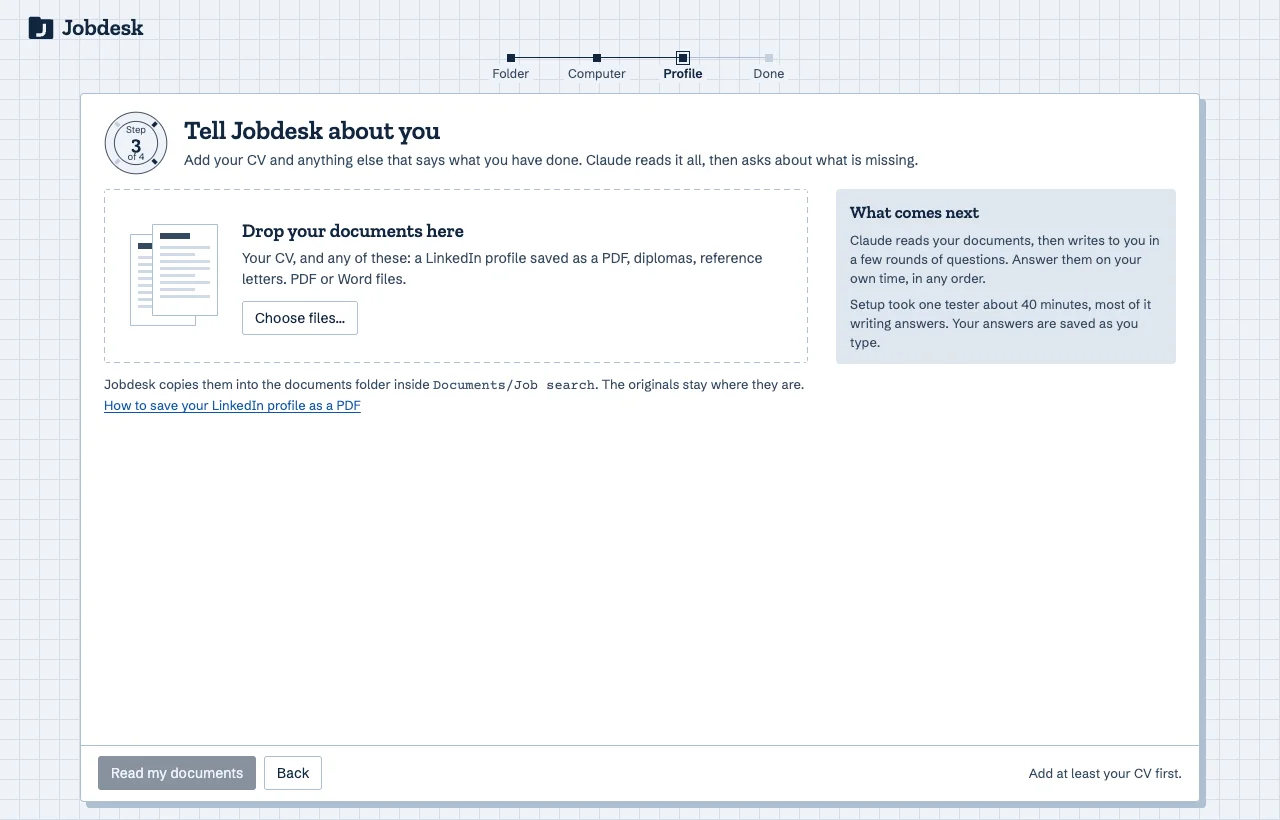 Jobdesk
Folder
Computer
Profile
Done
Step
3
of 4
Tell Jobdesk about you
Add your CV and anything else that says what you have done. Claude reads it all, then asks about what is missing.
Drop your documents here
Your CV, and any of these: a LinkedIn profile saved as a PDF, diplomas, reference
letters. PDF or Word files.
Choose files…
What comes next
Claude reads your documents, then writes to you in
a few rounds of questions. Answer them on your
own time, in any order.
Setup took one tester about 40 minutes, most of it
writing answers. Your answers are saved as you
type.
Jobdesk copies them into the documents folder inside Documents/Job search. The originals stay where they are.
How to save your LinkedIn profile as a PDF
Read my documents
Back
Add at least your CV first.